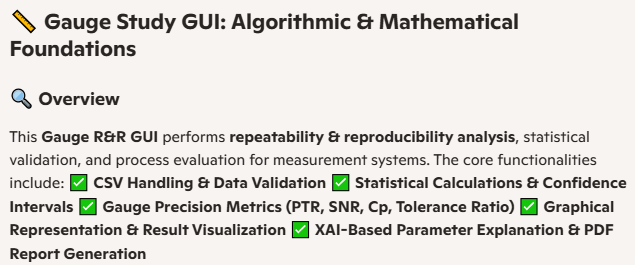 📏 Gauge Study GUI: Algorithmic & Mathematical
Foundations
🔍 Overview
This Gauge R&R GUI performs repeatability & reproducibility analysis, statistical
validation, and process evaluation for measurement systems. The core functionalities
include: ✅ CSV Handling & Data Validation ✅ Statistical Calculations & Confidence
Intervals ✅ Gauge Precision Metrics (PTR, SNR, Cp, Tolerance Ratio) ✅ Graphical
Representation & Result Visualization ✅ XAI-Based Parameter Explanation & PDF
Report Generation